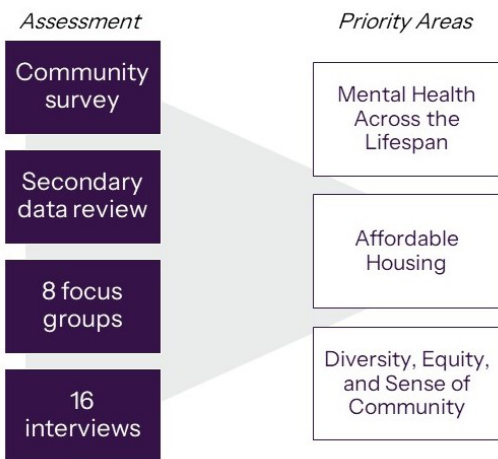 Assessment
Community
survey
Secondary
data review
8 focus
groups
16
interviews
Priority Areas
Mental Health
Across the
Lifespan
Affordable
Housing
Diversity, Equity,
and Sense of
Community